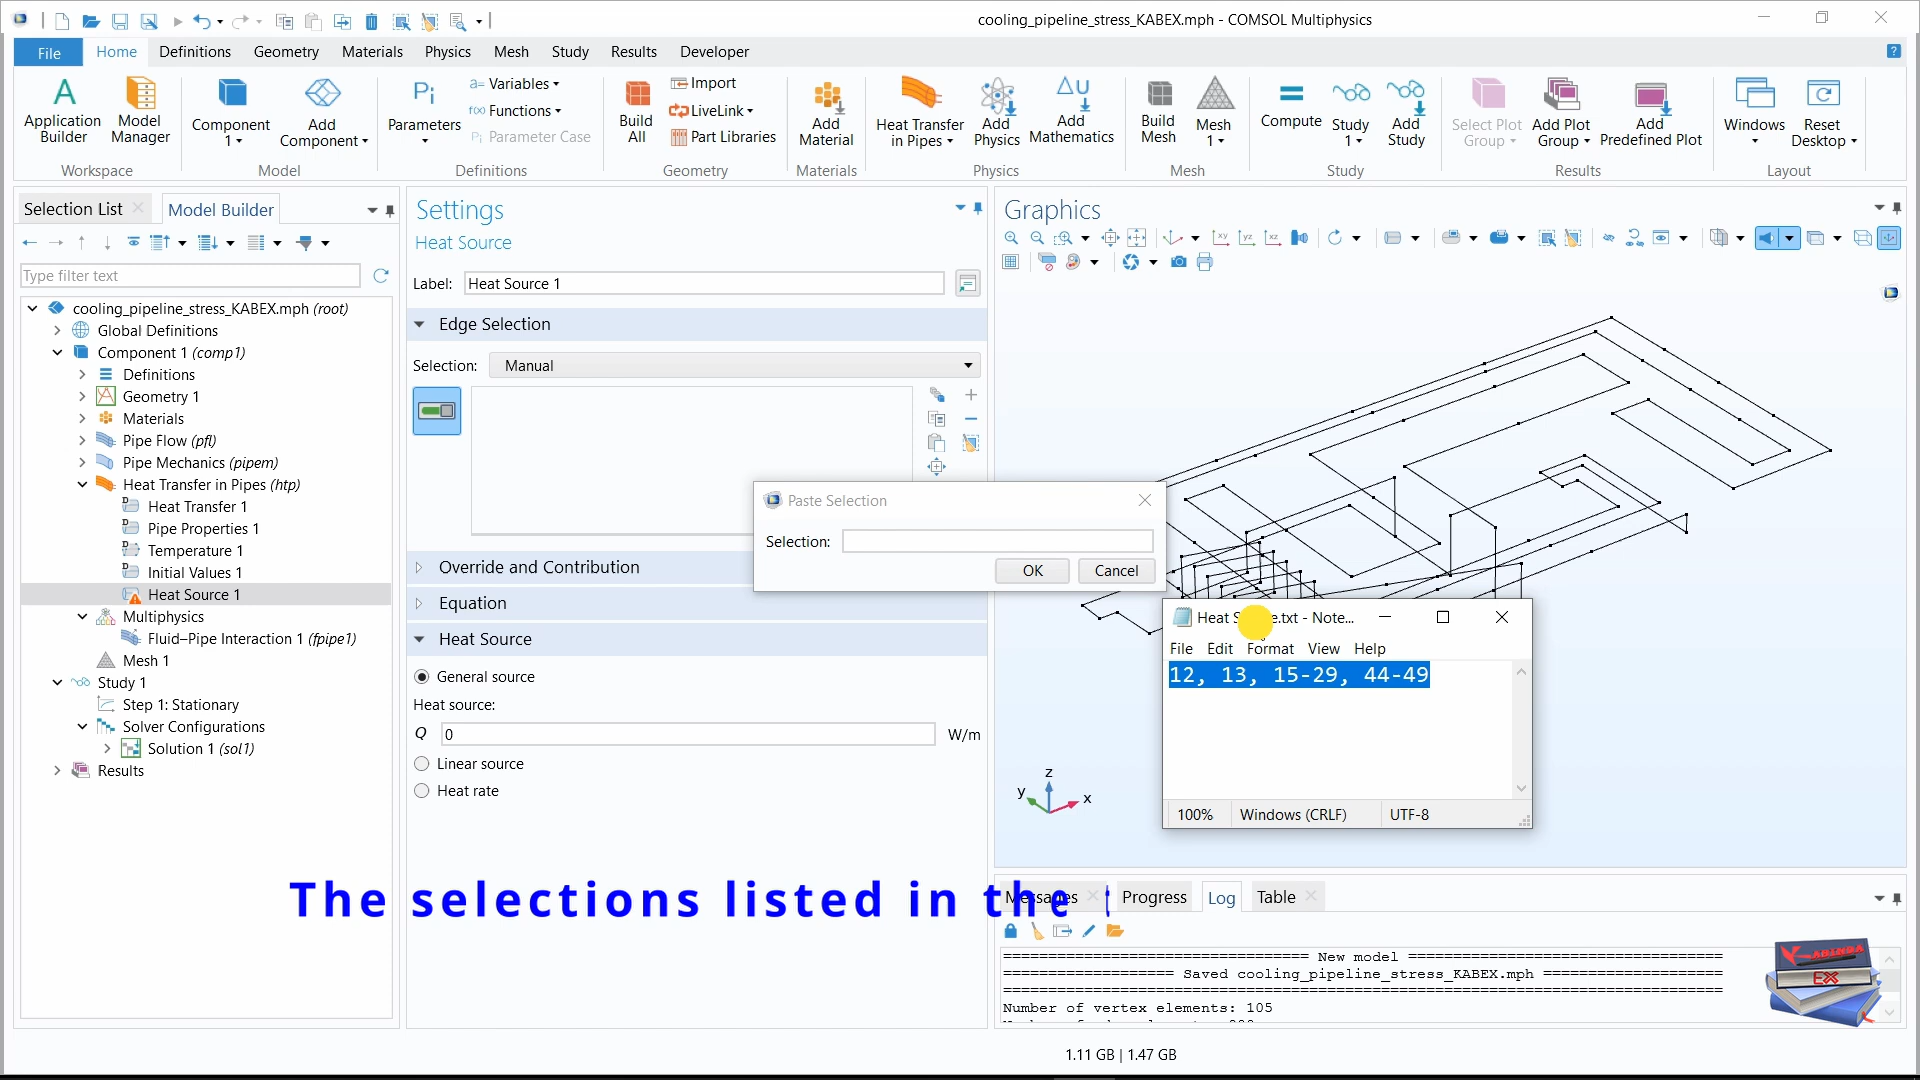 cooling_pipeline_stress_KABEX.mph - COMSOL Multiphysics
File Home Definitions Geometry Materials Physics Mesh Study Results Developer
Application Builder
Model Manager
Workspace
Component 1
Add Component
Model
Parameters
a= Variables
f(x) Functions
Pi Parameter Case
Definitions
Build All
Import
LiveLink
Part Libraries
Geometry
Add Material
Materials
Heat Transfer in Pipes
Add Physics
Add Mathematics
Physics
Build Mesh
Mesh 1
Mesh
Compute
Study 1
Add Study
Study
Select Plot Group
Add Plot Group
Add Predefined Plot
Results
Windows
Reset Desktop
Layout
Selection List
Model Builder
Type filter text
cooling_pipeline_stress_KABEX.mph (root)
Global Definitions
Component 1 (comp1)
Definitions
Geometry 1
Materials
Pipe Flow (pfl)
Pipe Mechanics (pipem)
Heat Transfer in Pipes (htp)
Heat Transfer 1
Pipe Properties 1
Temperature 1
Initial Values 1
Heat Source 1
Multiphysics
Fluid–Pipe Interaction 1 (fpipe1)
Mesh 1
Study 1
Step 1: Stationary
Solver Configurations
Solution 1 (sol1)
Results
Settings
Heat Source
Label: Heat Source 1
Edge Selection
Selection: Manual
Override and Contribution
Equation
Heat Source
General source
Heat source:
Q 0 W/m
Linear source
Heat rate
Paste Selection
Selection:
OK Cancel
Graphics
xy yz xz
z
y x
.txt - Note...
File Edit Format View Help
12, 13, 15-29, 44-49
100% Windows (CRLF) UTF-8
The selections listed in the
Messages Progress Log Table
New model
Saved cooling_pipeline_stress_KABEX.mph
Number of vertex elements: 105
EX
1.11 GB | 1.47 GB